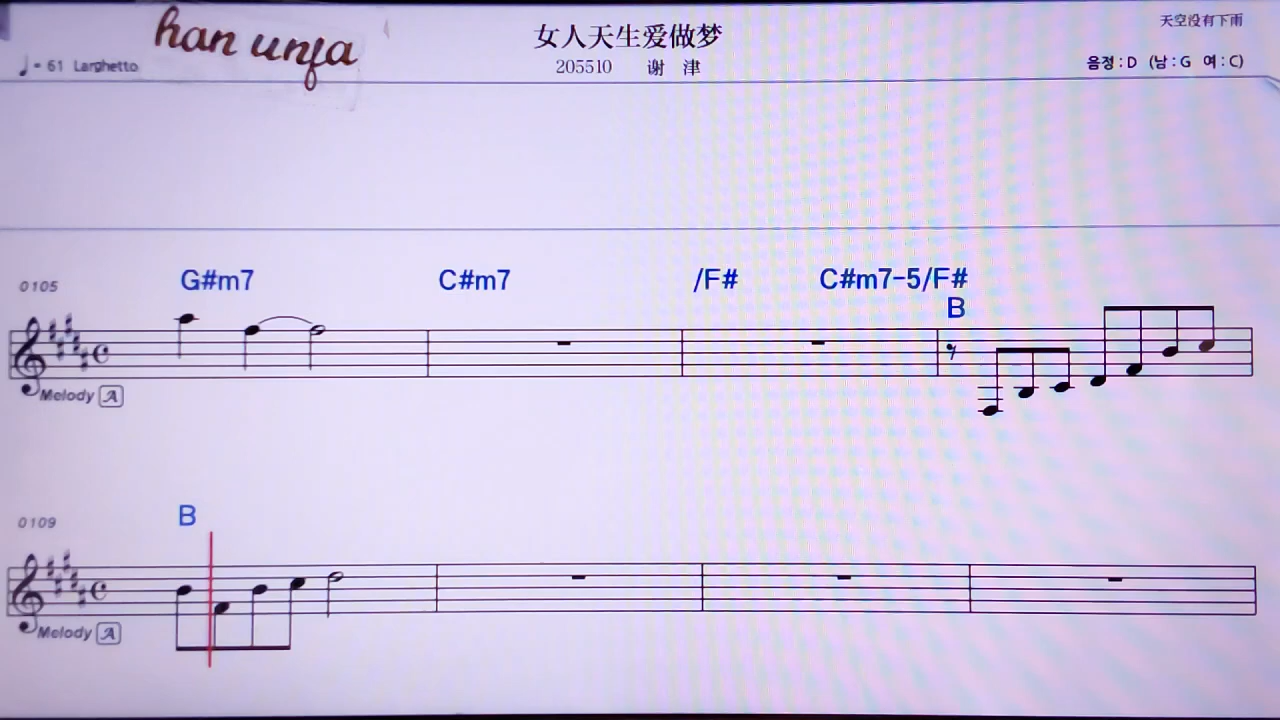 han unfa
女人天生爱做梦
天空没有下雨
♩= 61 Larghetto
205510 谢 津
음정 : D (남 : G 여 : C)
G#m7 C#m7 /F# C#m7-5/F#
B
0105
Melody A
B
0109
Melody A